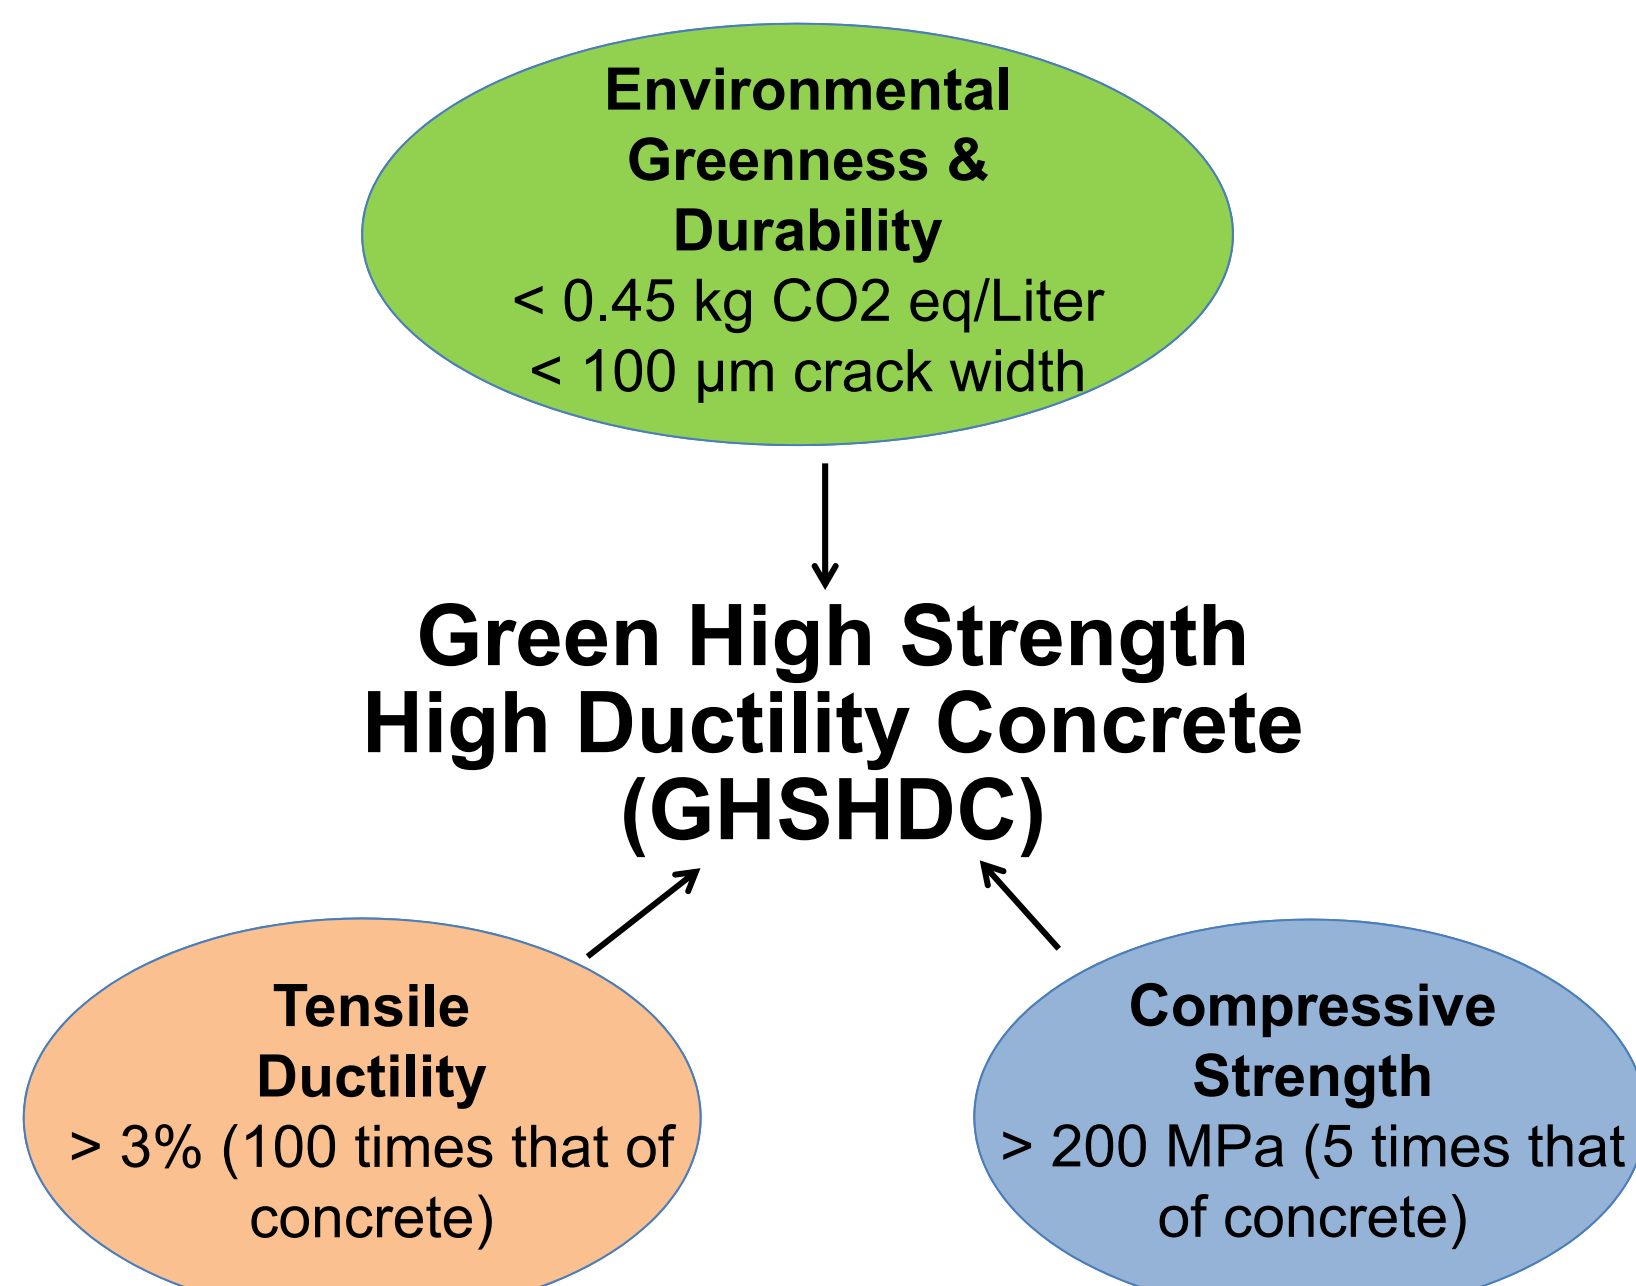 Environmental
Greenness &
Durability
< 0.45 kg CO2 eq/Liter
< 100 µm crack width
Green High Strength
High Ductility Concrete
(GHSHDC)
Tensile
Ductility
> 3% (100 times that of
concrete)
Compressive
Strength
> 200 MPa (5 times that
of concrete)